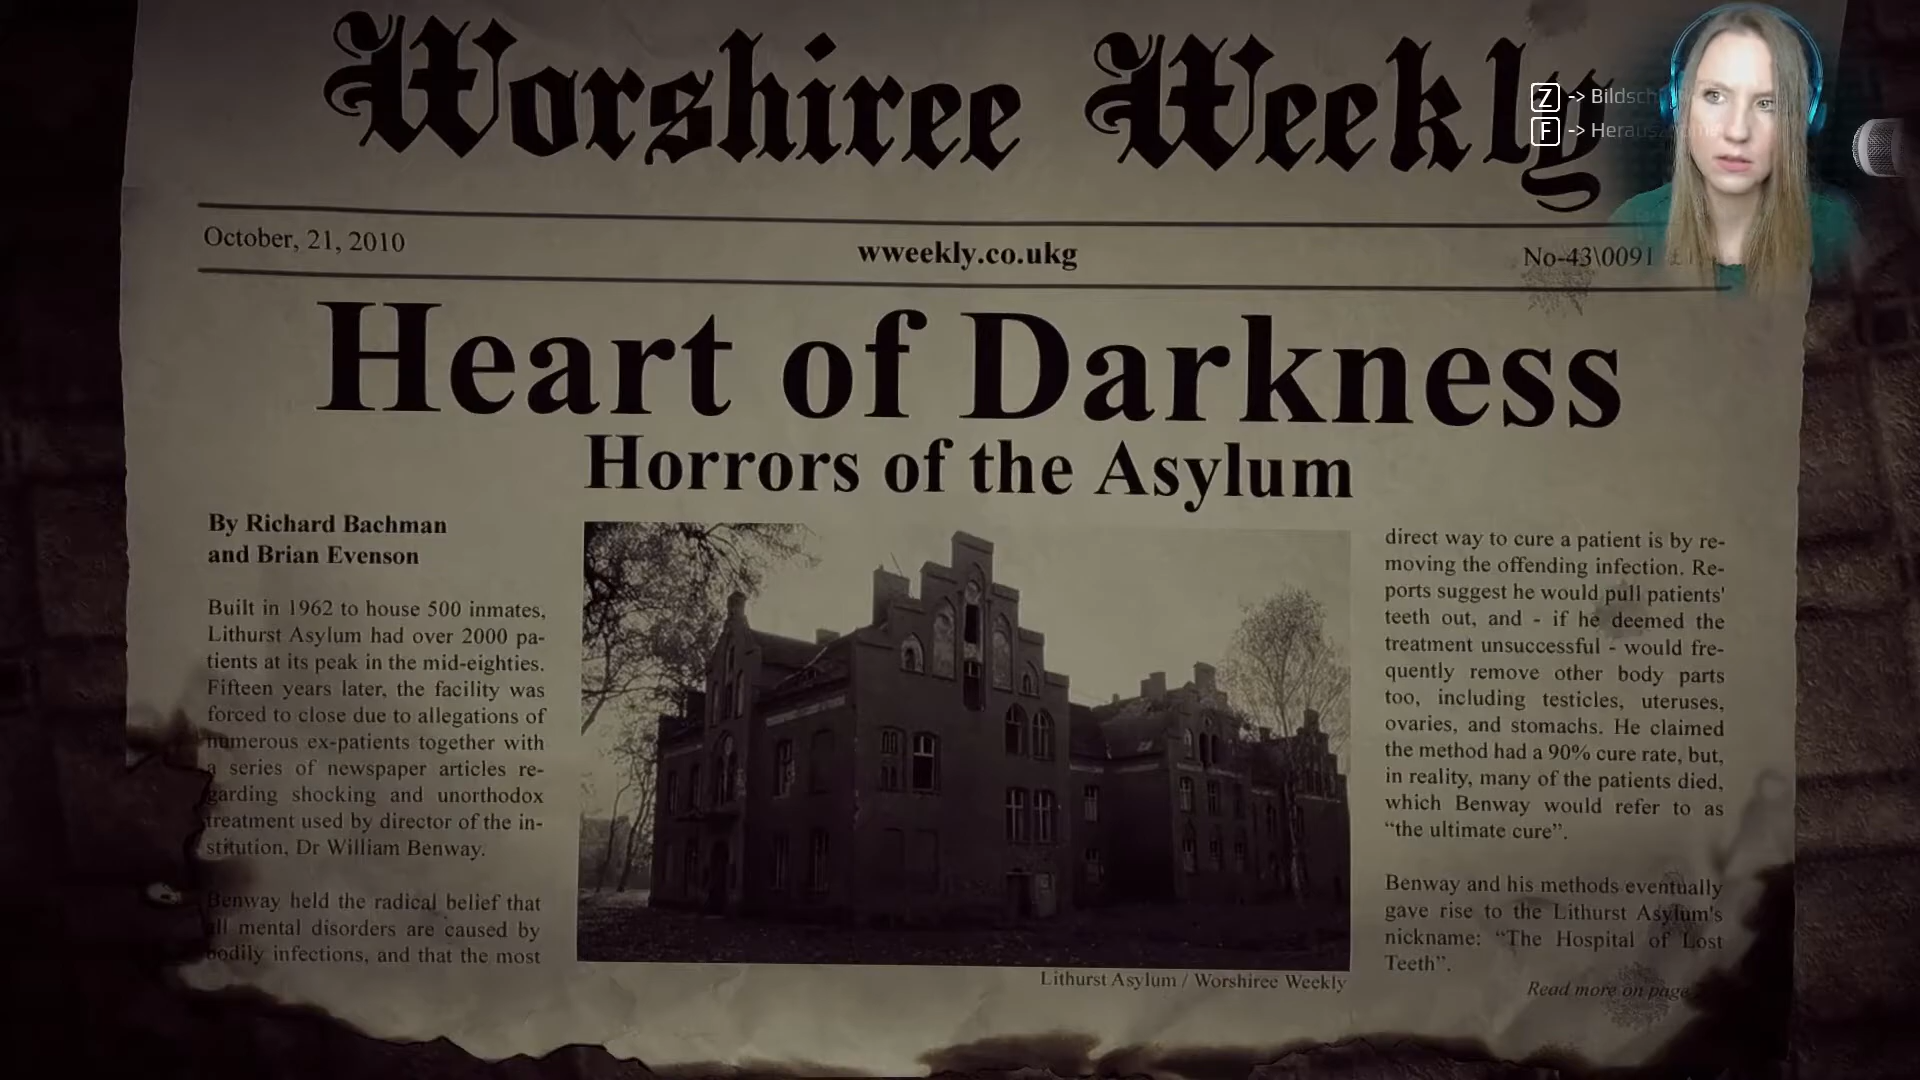 Worshiree Weekly
Z -> Bildsch
F -> Herauszoome
October, 21, 2010
wweekly.co.ukg
No-43\0091
Heart of Darkness
Horrors of the Asylum
By Richard Bachman
and Brian Evenson
Built in 1962 to house 500 inmates,
Lithurst Asylum had over 2000 pa-
tients at its peak in the mid-eighties.
Fifteen years later, the facility was
forced to close due to allegations of
numerous ex-patients together with
a series of newspaper articles re-
garding shocking and unorthodox
treatment used by director of the in-
stitution, Dr William Benway.
Benway held the radical belief that
all mental disorders are caused by
bodily infections, and that the most
Lithurst Asylum / Worshiree Weekly
direct way to cure a patient is by re-
moving the offending infection. Re-
ports suggest he would pull patients'
teeth out, and - if he deemed the
treatment unsuccessful - would fre-
quently remove other body parts
too, including testicles, uteruses,
ovaries, and stomachs. He claimed
the method had a 90% cure rate, but,
in reality, many of the patients died,
which Benway would refer to as
“the ultimate cure”.
Benway and his methods eventually
gave rise to the Lithurst Asylum's
nickname: “The Hospital of Lost
Teeth”.
Read more on page